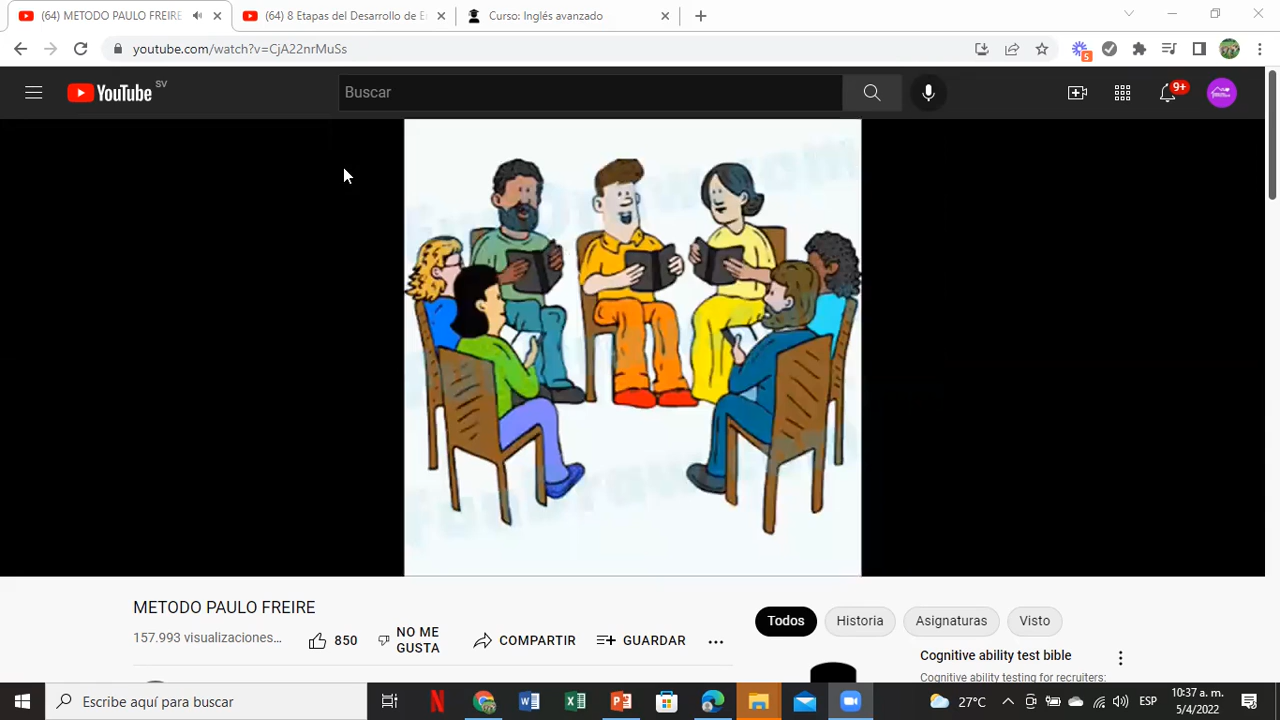 (64) METODO PAULO FREIRE
(64) 8 Etapas del Desarrollo de E
Curso: Inglés avanzado
youtube.com/watch?v=CjA22nrMuSs
5
YouTube SV
Buscar
9+
METODO PAULO FREIRE
157.993 visualizaciones...
850
NO ME GUSTA
COMPARTIR
GUARDAR
Todos
Historia
Asignaturas
Visto
Cognitive ability test bible
Cognitive ability testing for recruiters:
Escribe aquí para buscar
27°C
ESP
10:37 a. m.
5/4/2022